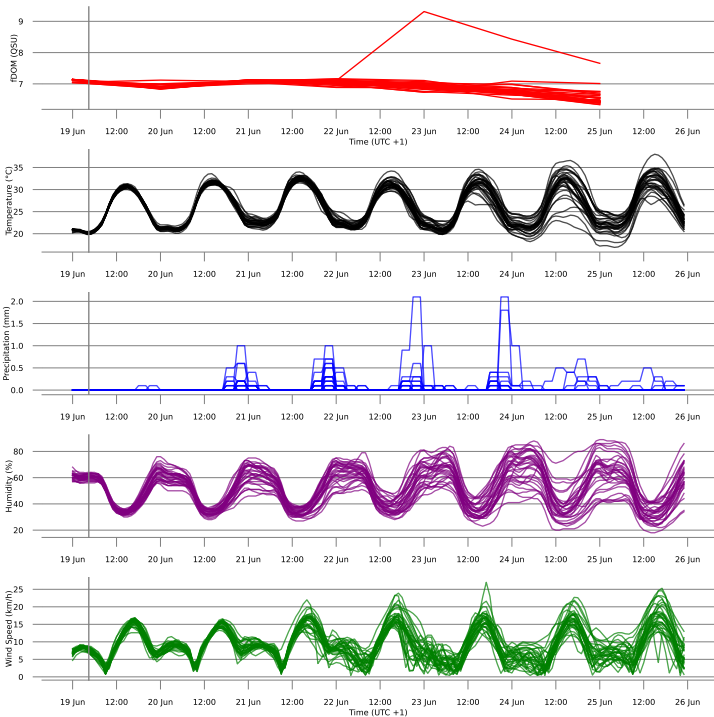 fDOM (QSU)
9
8
7
19 Jun 12:00 20 Jun 12:00 21 Jun 12:00 22 Jun 12:00 23 Jun 12:00 24 Jun 12:00 25 Jun 12:00 26 Jun
Time (UTC +1)
Temperature (°C)
35
30
25
20
19 Jun 12:00 20 Jun 12:00 21 Jun 12:00 22 Jun 12:00 23 Jun 12:00 24 Jun 12:00 25 Jun 12:00 26 Jun
Precipitation (mm)
2.0
1.5
1.0
0.5
0.0
19 Jun 12:00 20 Jun 12:00 21 Jun 12:00 22 Jun 12:00 23 Jun 12:00 24 Jun 12:00 25 Jun 12:00 26 Jun
Humidity (%)
80
60
40
20
19 Jun 12:00 20 Jun 12:00 21 Jun 12:00 22 Jun 12:00 23 Jun 12:00 24 Jun 12:00 25 Jun 12:00 26 Jun
Wind Speed (km/h)
25
20
15
10
5
0
19 Jun 12:00 20 Jun 12:00 21 Jun 12:00 22 Jun 12:00 23 Jun 12:00 24 Jun 12:00 25 Jun 12:00 26 Jun
Time (UTC +1)